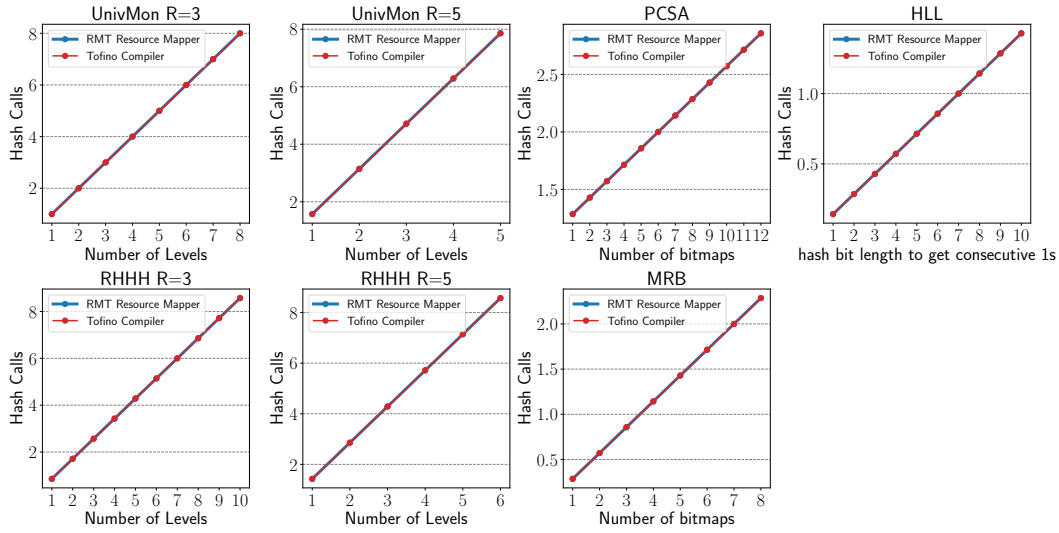 UnivMon R=3
8
6
4
2
Hash Calls
RMT Resource Mapper
Tofino Compiler
1 2 3 4 5 6 7 8
Number of Levels
UnivMon R=5
8
6
4
2
Hash Calls
RMT Resource Mapper
Tofino Compiler
1 2 3 4 5
Number of Levels
PCSA
2.5
2.0
1.5
Hash Calls
RMT Resource Mapper
Tofino Compiler
1 2 3 4 5 6 7 8 9 10 11 12
Number of bitmaps
HLL
1.0
0.5
Hash Calls
RMT Resource Mapper
Tofino Compiler
1 2 3 4 5 6 7 8 9 10
hash bit length to get consecutive 1s
RHHH R=3
8
6
4
2
Hash Calls
RMT Resource Mapper
Tofino Compiler
1 2 3 4 5 6 7 8 9 10
Number of Levels
RHHH R=5
8
6
4
2
Hash Calls
RMT Resource Mapper
Tofino Compiler
1 2 3 4 5 6
Number of Levels
MRB
2.0
1.5
1.0
0.5
Hash Calls
RMT Resource Mapper
Tofino Compiler
1 2 3 4 5 6 7 8
Number of bitmaps